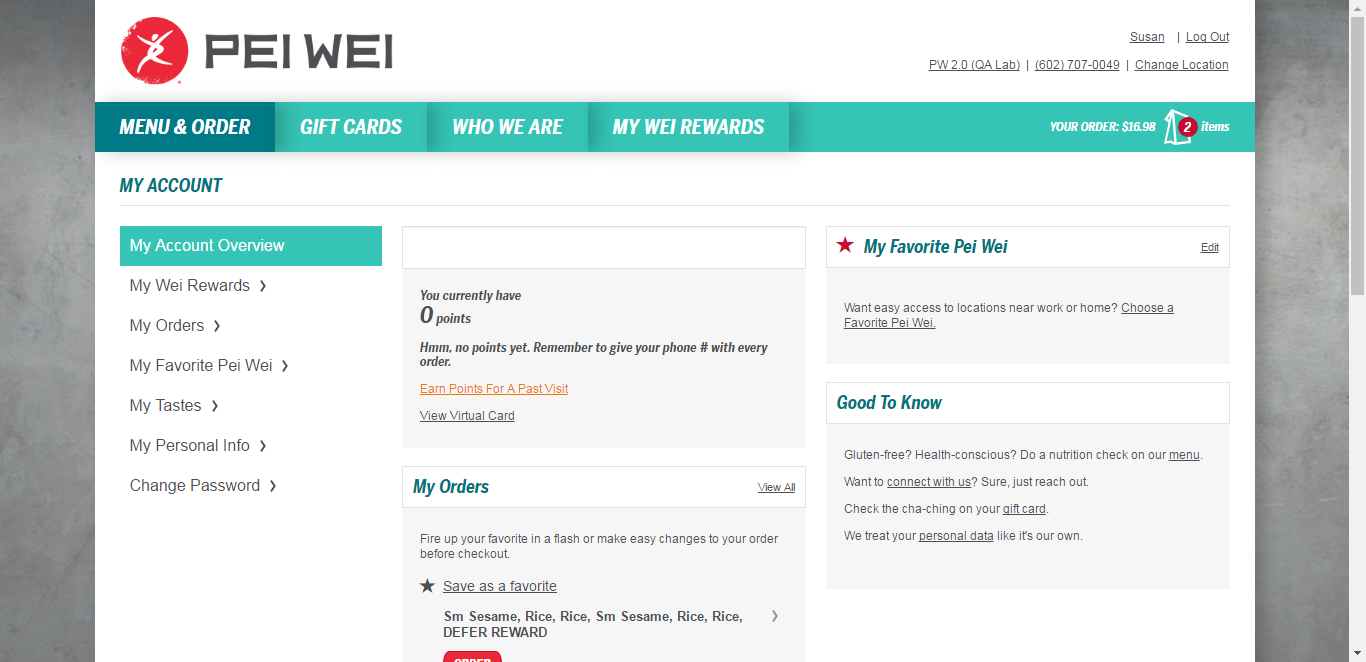 PEI WEI
Susan | Log Out
PW 2.0 (QA Lab) | (602) 707-0049 | Change Location
MENU & ORDER
GIFT CARDS
WHO WE ARE
MY WEI REWARDS
YOUR ORDER: $16.98 2 items
MY ACCOUNT
My Account Overview
My Wei Rewards
My Orders
My Favorite Pei Wei
My Tastes
My Personal Info
Change Password
You currently have
0 points
Hmm, no points yet. Remember to give your phone # with every
order.
Earn Points For A Past Visit
View Virtual Card
My Orders
View All
Fire up your favorite in a flash or make easy changes to your order
before checkout.
Save as a favorite
Sm Sesame, Rice, Rice, Sm Sesame, Rice, Rice,
DEFER REWARD
ORDER
My Favorite Pei Wei
Edit
Want easy access to locations near work or home? Choose a
Favorite Pei Wei.
Good To Know
Gluten-free? Health-conscious? Do a nutrition check on our menu.
Want to connect with us? Sure, just reach out.
Check the cha-ching on your gift card.
We treat your personal data like it's our own.